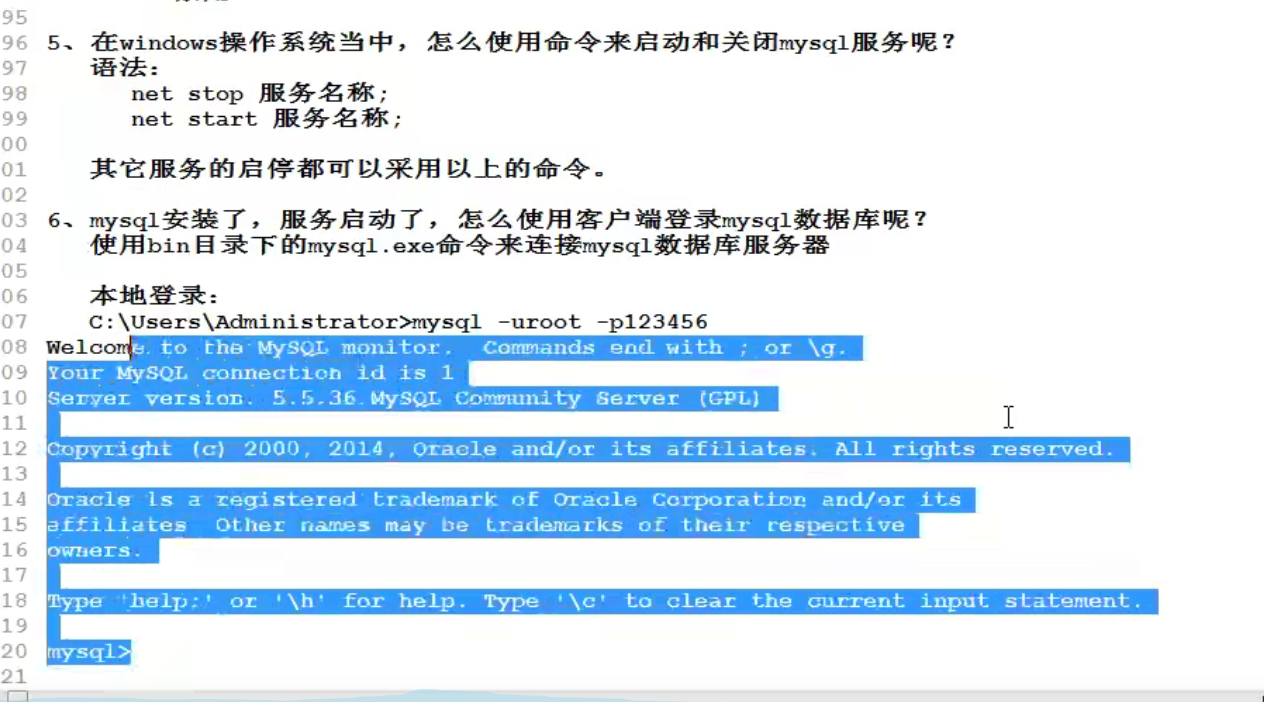 95
96 5、在windows操作系统当中，怎么使用命令来启动和关闭mysql服务呢？
97 语法：
98 net stop 服务名称;
99 net start 服务名称;
00
01 其它服务的启停都可以采用以上的命令。
02
03 6、mysql安装了，服务启动了，怎么使用客户端登录mysql数据库呢？
04 使用bin目录下的mysql.exe命令来连接mysql数据库服务器
05
06 本地登录：
07 C:\Users\Administrator>mysql -uroot -p123456
08 Welcome to the MySQL monitor.  Commands end with ; or \g.
09 Your MySQL connection id is 1
10 Server version. 5.5.36 MySQL Community Server (GPL)
11
12 Copyright (c) 2000, 2014, Oracle and/or its affiliates. All rights reserved.
13
14 Oracle is a registered trademark of Oracle Corporation and/or its
15 affiliates  Other names may be trademarks of their respective
16 owners.
17
18 Type 'help;' or '\h' for help. Type '\c' to clear the current input statement.
19
20 mysql>
21